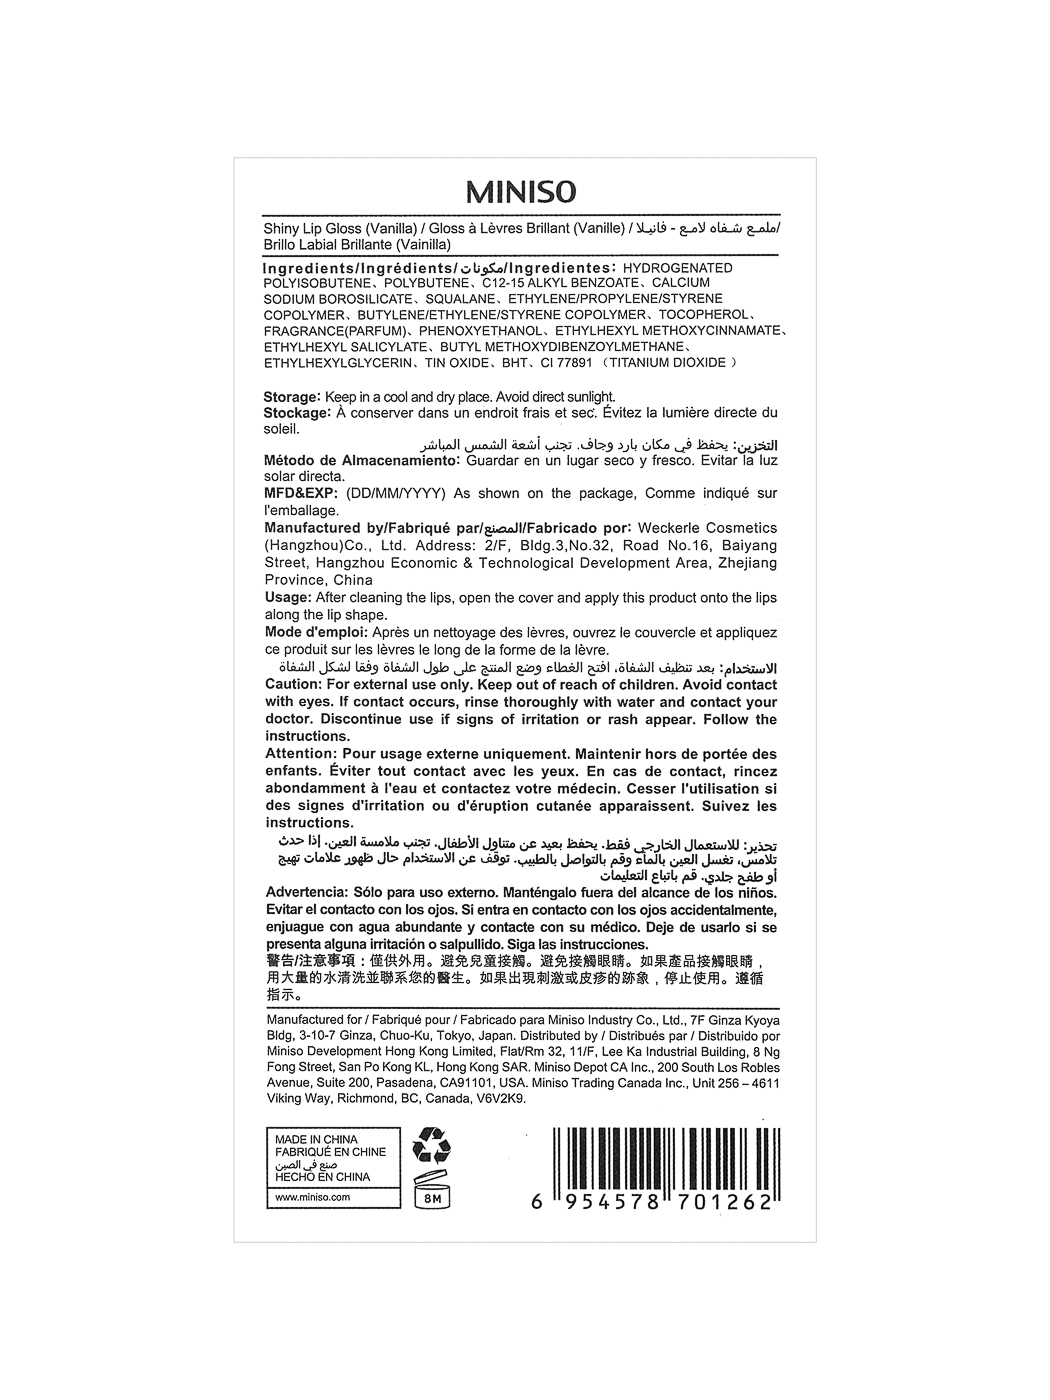 MINISO
Shiny Lip Gloss (Vanilla) / Gloss à Lèvres Brillant (Vanille) / ملمع شفاه لامع - فانيلا/
Brillo Labial Brillante (Vainilla)
Ingredients/Ingrédients/مكونات/Ingredientes: HYDROGENATED
POLYISOBUTENE、POLYBUTENE、C12-15 ALKYL BENZOATE、CALCIUM
SODIUM BOROSILICATE、SQUALANE、ETHYLENE/PROPYLENE/STYRENE
COPOLYMER、BUTYLENE/ETHYLENE/STYRENE COPOLYMER、TOCOPHEROL、
FRAGRANCE(PARFUM)、PHENOXYETHANOL、ETHYLHEXYL METHOXYCINNAMATE、
ETHYLHEXYL SALICYLATE、BUTYL METHOXYDIBENZOYLMETHANE、
ETHYLHEXYLGLYCERIN、TIN OXIDE、BHT、CI 77891 （TITANIUM DIOXIDE ）
Storage: Keep in a cool and dry place. Avoid direct sunlight.
Stockage: À conserver dans un endroit frais et sec. Évitez la lumière directe du
soleil.
التخزين: يحفظ في مكان بارد وجاف. تجنب أشعة الشمس المباشر
Método de Almacenamiento: Guardar en un lugar seco y fresco. Evitar la luz
solar directa.
MFD&EXP: (DD/MM/YYYY) As shown on the package, Comme indiqué sur
l'emballage.
Manufactured by/Fabriqué par/المصنع/Fabricado por: Weckerle Cosmetics
(Hangzhou)Co., Ltd. Address: 2/F, Bldg.3,No.32, Road No.16, Baiyang
Street, Hangzhou Economic & Technological Development Area, Zhejiang
Province, China
Usage: After cleaning the lips, open the cover and apply this product onto the lips
along the lip shape.
Mode d'emploi: Après un nettoyage des lèvres, ouvrez le couvercle et appliquez
ce produit sur les lèvres le long de la forme de la lèvre.
الاستخدام: بعد تنظيف الشفاة، افتح الغطاء وضع المنتج على طول الشفاة وفقا لشكل الشفاة
Caution: For external use only. Keep out of reach of children. Avoid contact
with eyes. If contact occurs, rinse thoroughly with water and contact your
doctor. Discontinue use if signs of irritation or rash appear. Follow the
instructions.
Attention: Pour usage externe uniquement. Maintenir hors de portée des
enfants. Éviter tout contact avec les yeux. En cas de contact, rincez
abondamment à l'eau et contactez votre médecin. Cesser l'utilisation si
des signes d'irritation ou d'éruption cutanée apparaissent. Suivez les
instructions.
تحذير: للاستعمال الخارجي فقط. يحفظ بعيد عن متناول الأطفال. تجنب ملامسة العين. إذا حدث
تلامس، تغسل العين بالماء وقم بالتواصل بالطبيب. توقف عن الاستخدام حال ظهور علامات تهيج
أو طفح جلدي. قم باتباع التعليمات
Advertencia: Sólo para uso externo. Manténgalo fuera del alcance de los niños.
Evitar el contacto con los ojos. Si entra en contacto con los ojos accidentalmente,
enjuague con agua abundante y contacte con su médico. Deje de usarlo si se
presenta alguna irritación o salpullido. Siga las instrucciones.
警告/注意事項：僅供外用。避免兒童接觸。避免接觸眼睛。如果產品接觸眼睛，
用大量的水清洗並聯系您的醫生。如果出現刺激或皮疹的跡象，停止使用。遵循
指示。
Manufactured for / Fabriqué pour / Fabricado para Miniso Industry Co., Ltd., 7F Ginza Kyoya
Bldg, 3-10-7 Ginza, Chuo-Ku, Tokyo, Japan. Distributed by / Distribués par / Distribuido por
Miniso Development Hong Kong Limited, Flat/Rm 32, 11/F, Lee Ka Industrial Building, 8 Ng
Fong Street, San Po Kong KL, Hong Kong SAR. Miniso Depot CA Inc., 200 South Los Robles
Avenue, Suite 200, Pasadena, CA91101, USA. Miniso Trading Canada Inc., Unit 256 – 4611
Viking Way, Richmond, BC, Canada, V6V2K9.
MADE IN CHINA
FABRIQUÉ EN CHINE
صنع في الصين
HECHO EN CHINA
www.miniso.com
8M
6 954578 701262